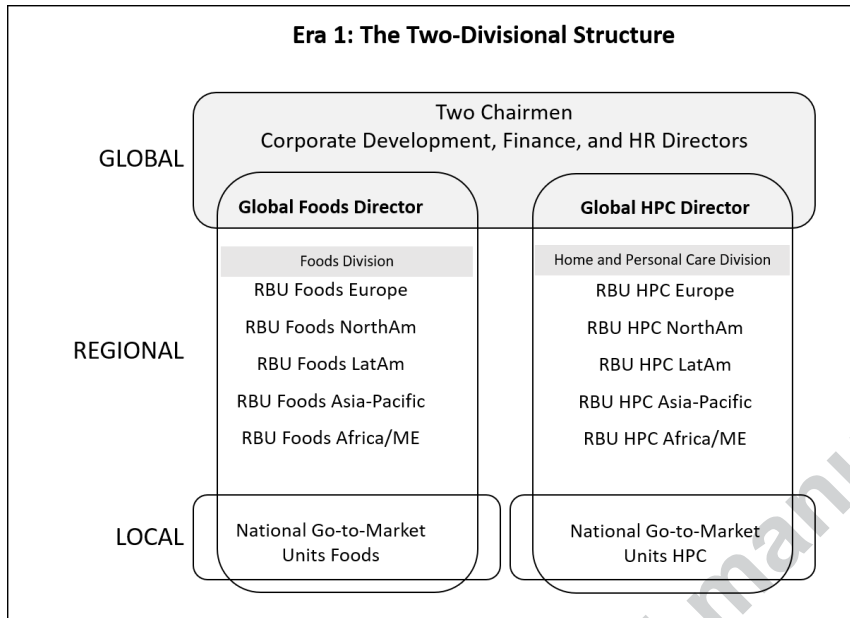 Era 1: The Two-Divisional Structure
GLOBAL
Two Chairmen
Corporate Development, Finance, and HR Directors
Global Foods Director
Global HPC Director
REGIONAL
Foods Division
RBU Foods Europe
RBU Foods NorthAm
RBU Foods LatAm
RBU Foods Asia-Pacific
RBU Foods Africa/ME
Home and Personal Care Division
RBU HPC Europe
RBU HPC NorthAm
RBU HPC LatAm
RBU HPC Asia-Pacific
RBU HPC Africa/ME
LOCAL
National Go-to-Market
Units Foods
National Go-to-Market
Units HPC